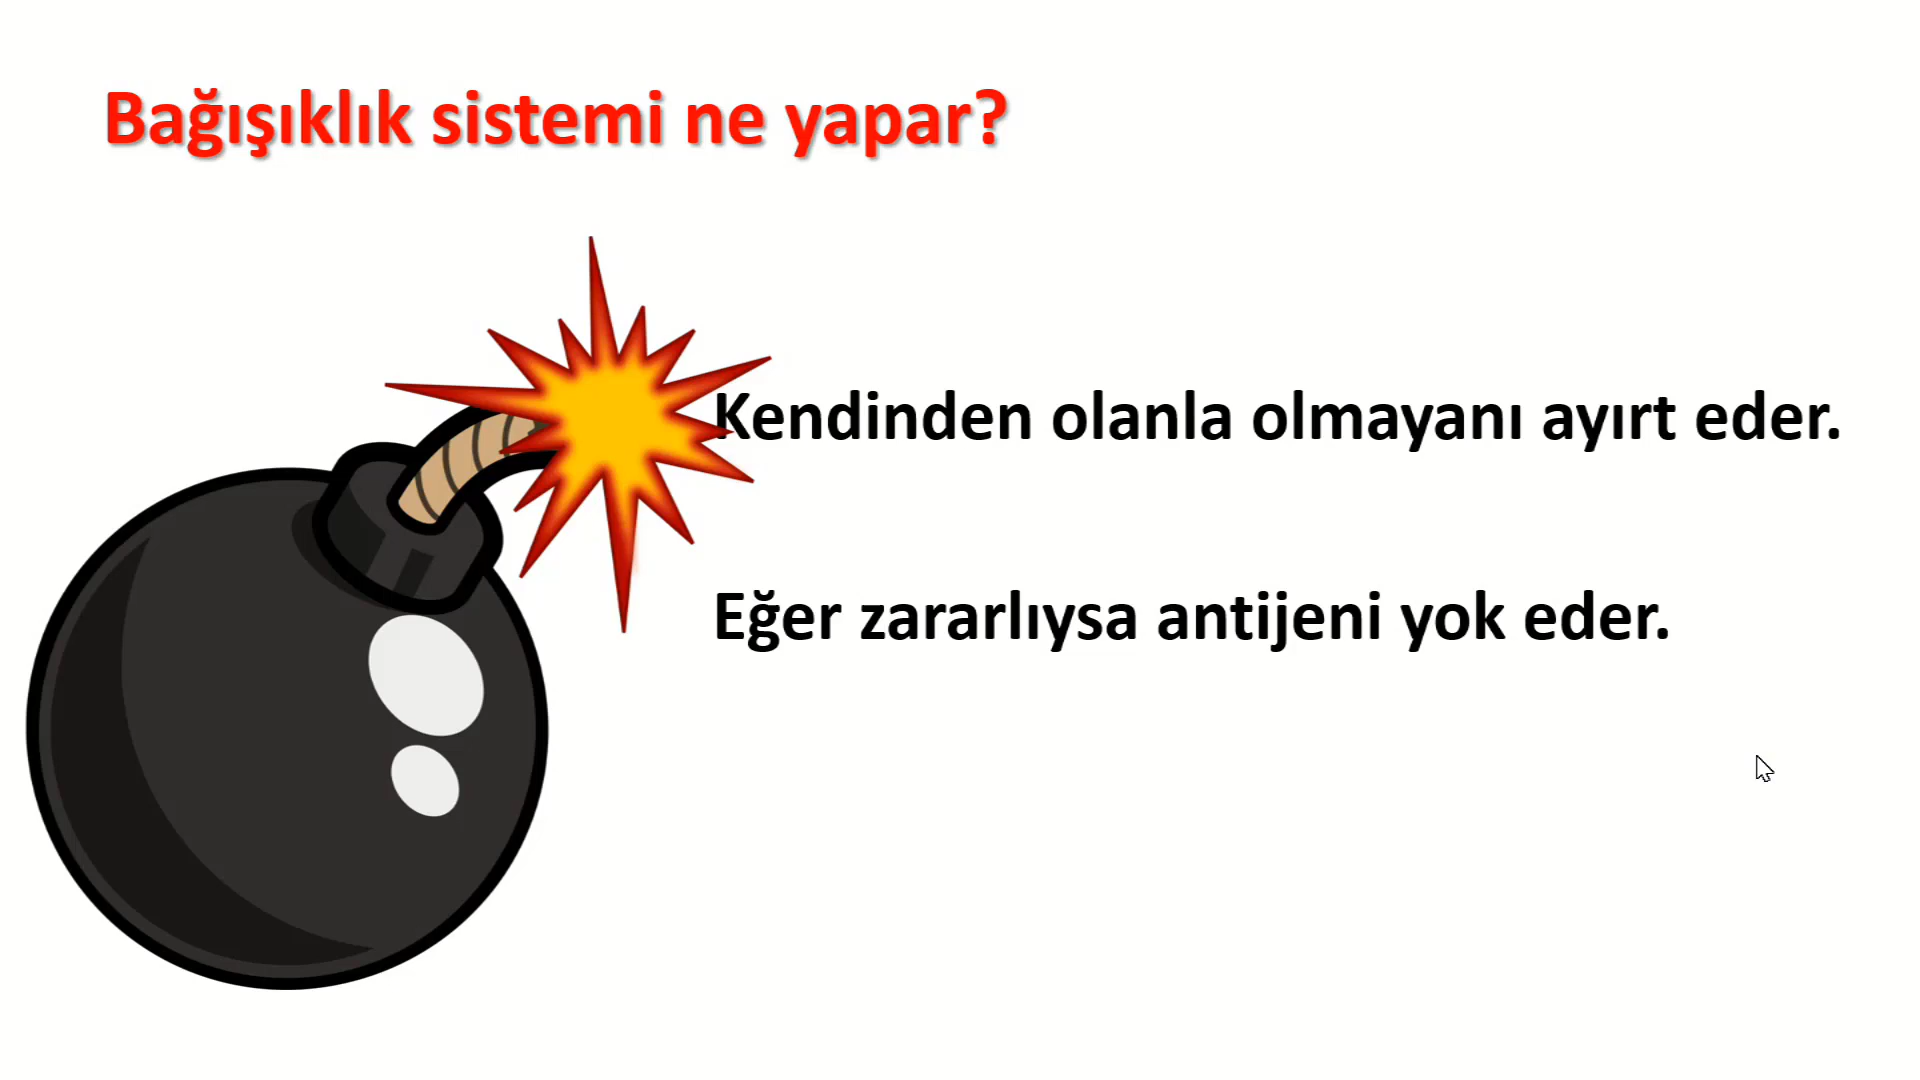 Bağışıklık sistemi ne yapar?
Kendinden olanla olmayanı ayırt eder.
Eğer zararlıysa antijeni yok eder.